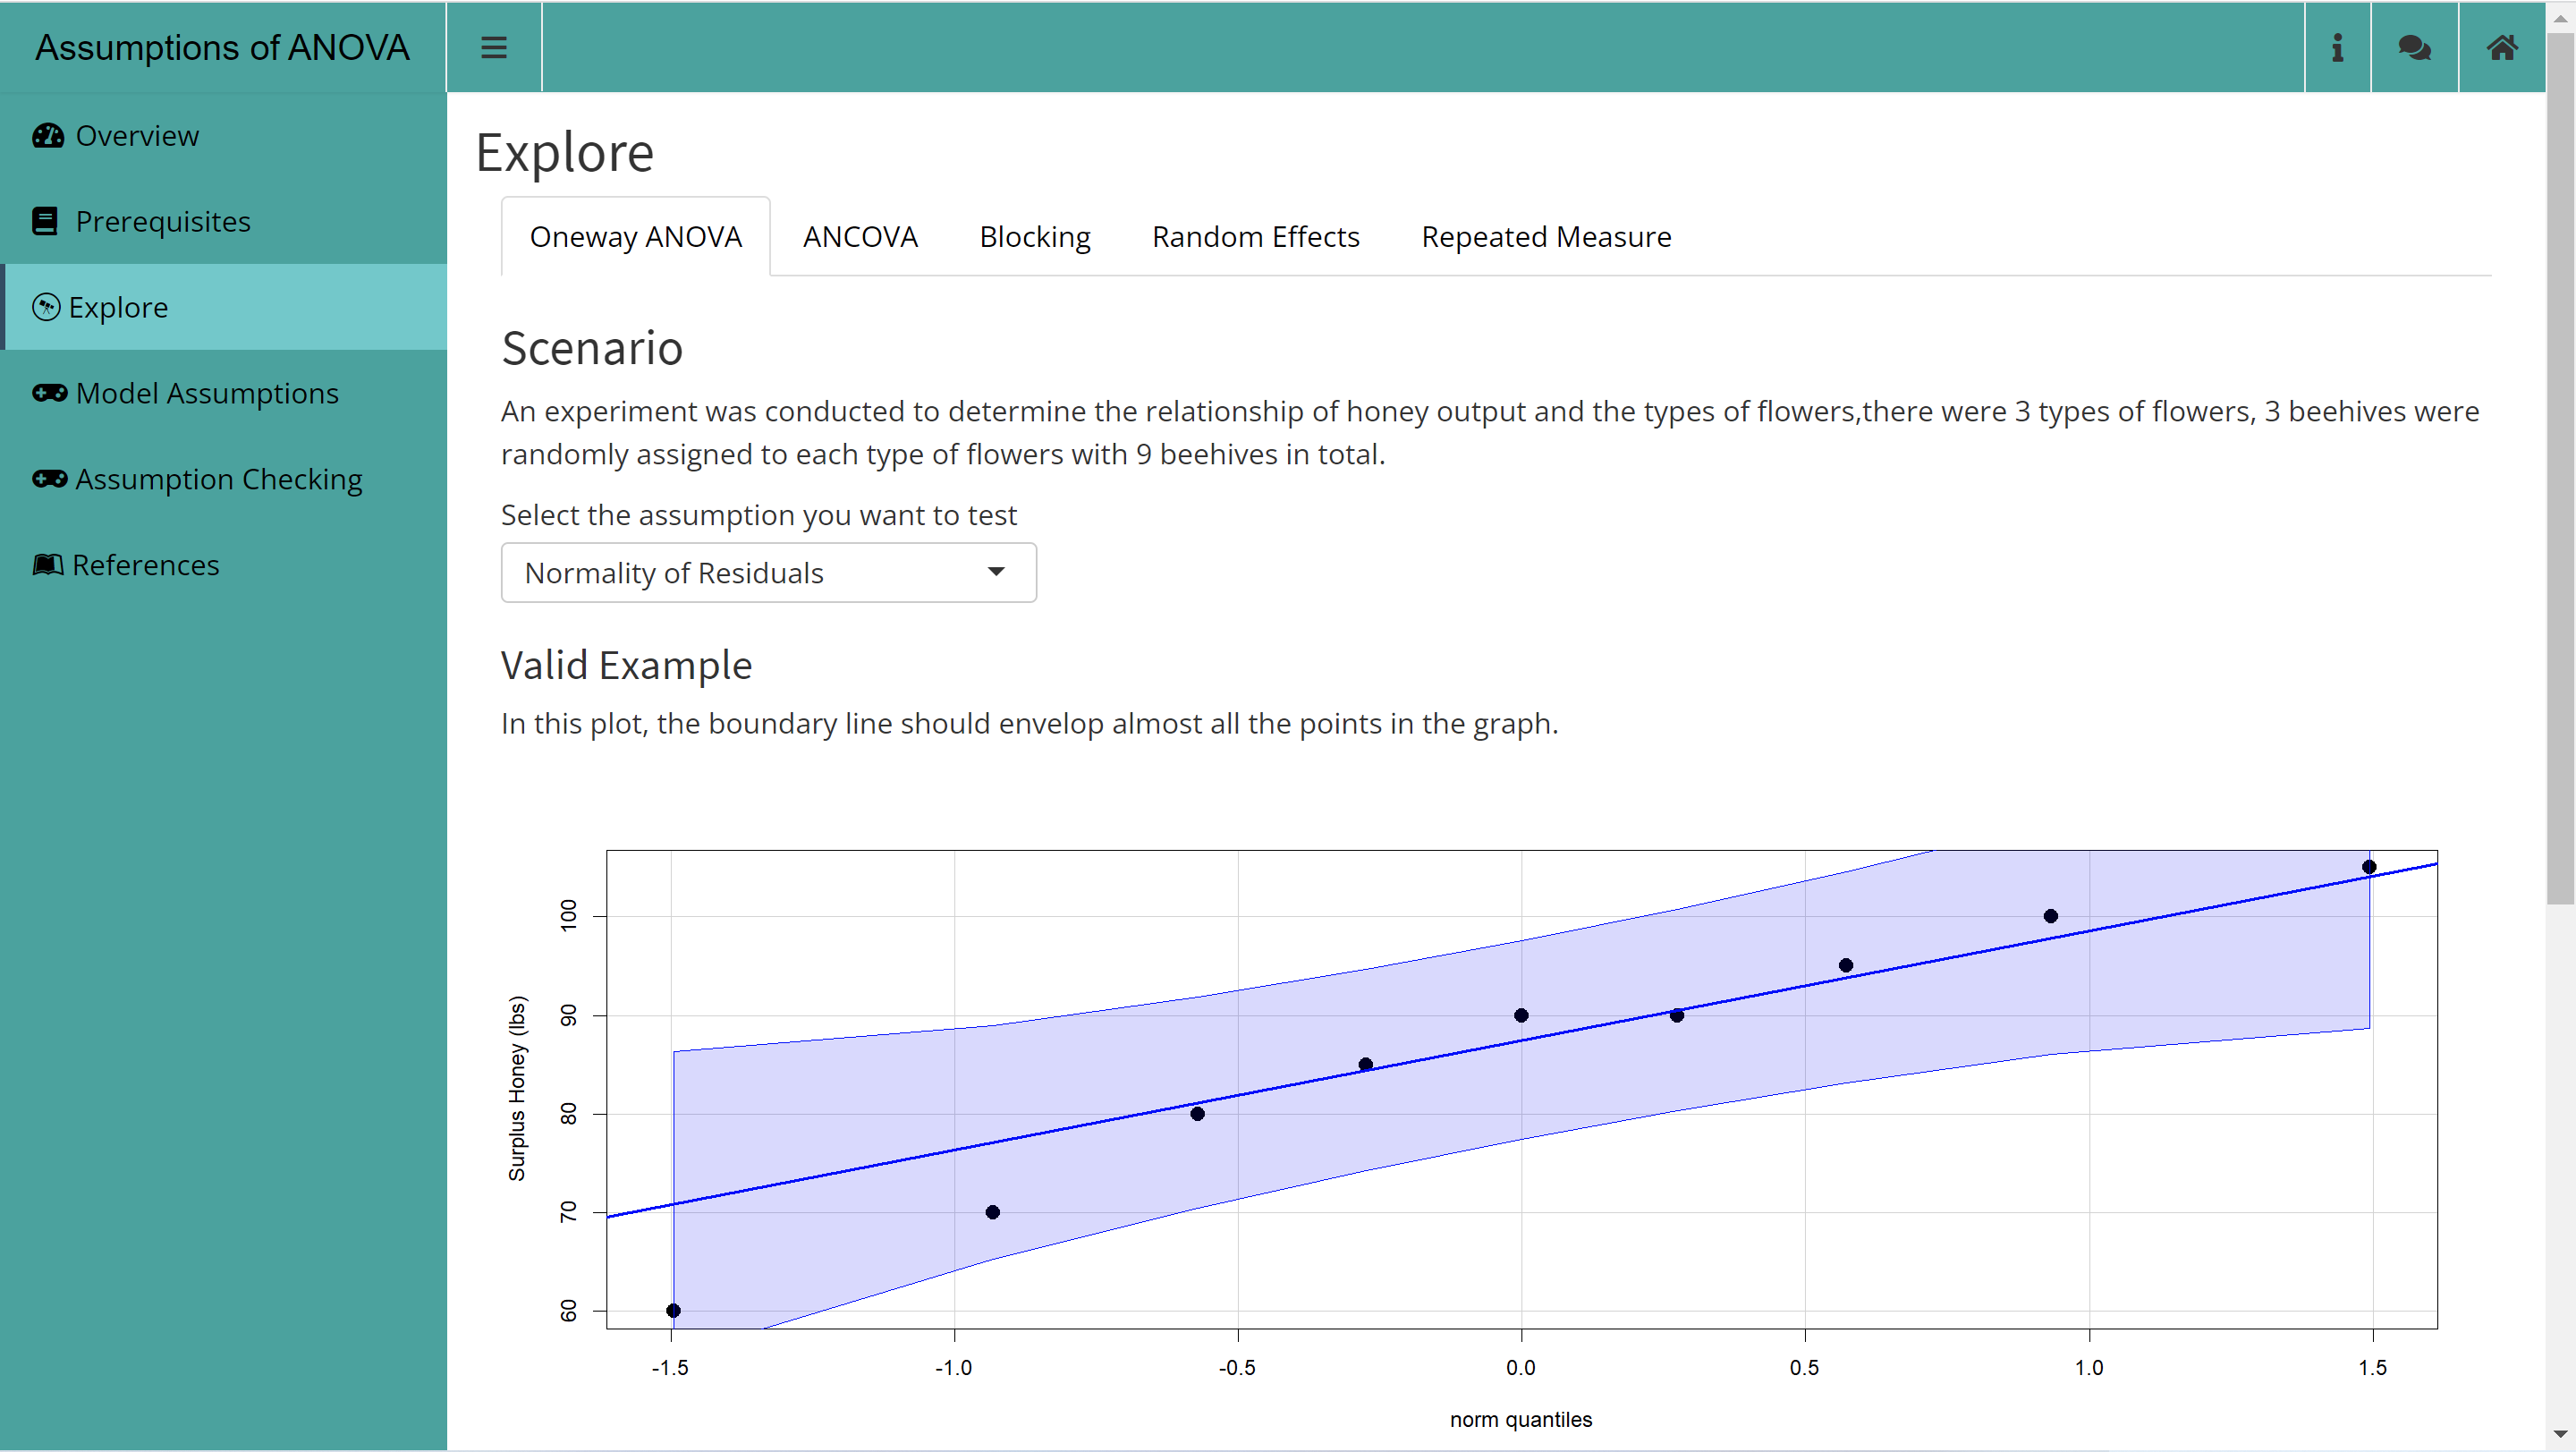 Assumptions of ANOVA
Overview
Prerequisites
Explore
Model Assumptions
Assumption Checking
References
Explore
Oneway ANOVA
ANCOVA
Blocking
Random Effects
Repeated Measure
Scenario
An experiment was conducted to determine the relationship of honey output and the types of flowers,there were 3 types of flowers, 3 beehives were
randomly assigned to each type of flowers with 9 beehives in total.
Select the assumption you want to test
Normality of Residuals
Valid Example
In this plot, the boundary line should envelop almost all the points in the graph.
Surplus Honey (lbs)
100
90
80
70
60
-1.5
-1.0
-0.5
0.0
0.5
1.0
1.5
norm quantiles